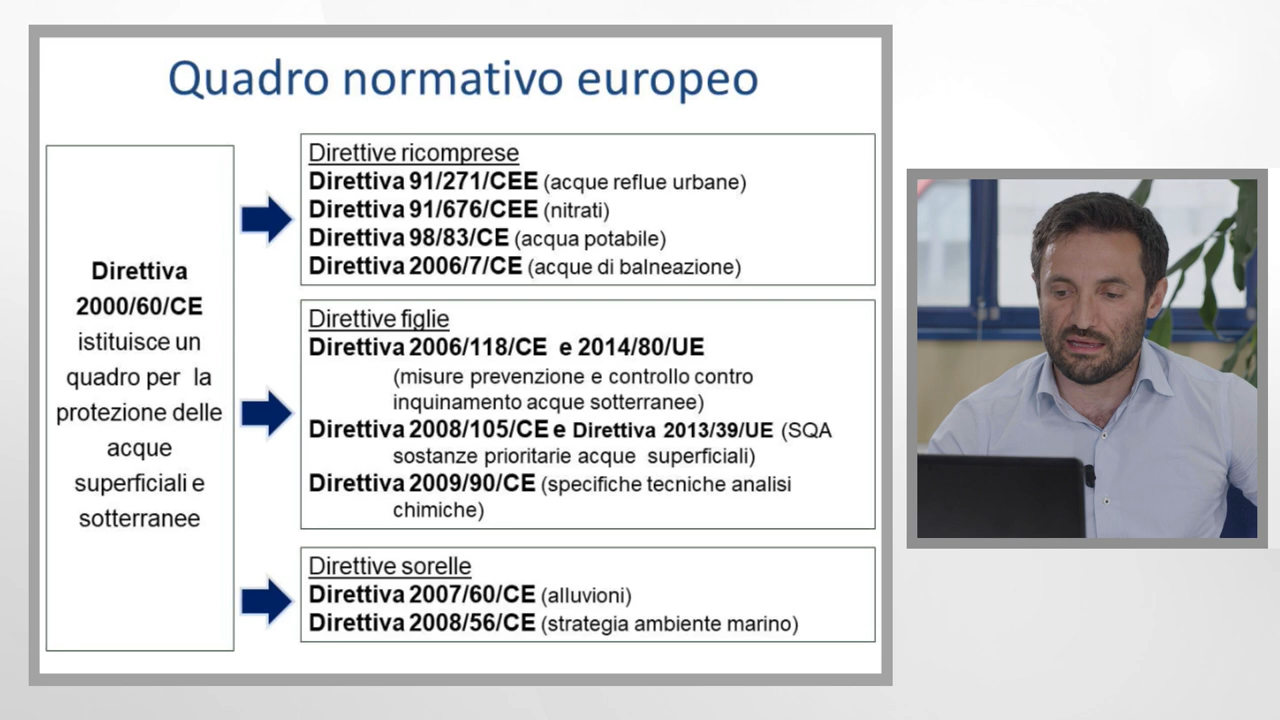 Quadro normativo europeo
Direttiva
2000/60/CE
istituisce un
quadro per la
protezione delle
acque
superficiali e
sotterranee
Direttive ricomprese
Direttiva 91/271/CEE (acque reflue urbane)
Direttiva 91/676/CEE (nitrati)
Direttiva 98/83/CE (acqua potabile)
Direttiva 2006/7/CE (acque di balneazione)
Direttive figlie
Direttiva 2006/118/CE e 2014/80/UE
(misure prevenzione e controllo contro
inquinamento acque sotterranee)
Direttiva 2008/105/CE e Direttiva 2013/39/UE (SQA
sostanze prioritarie acque superficiali)
Direttiva 2009/90/CE (specifiche tecniche analisi
chimiche)
Direttive sorelle
Direttiva 2007/60/CE (alluvioni)
Direttiva 2008/56/CE (strategia ambiente marino)